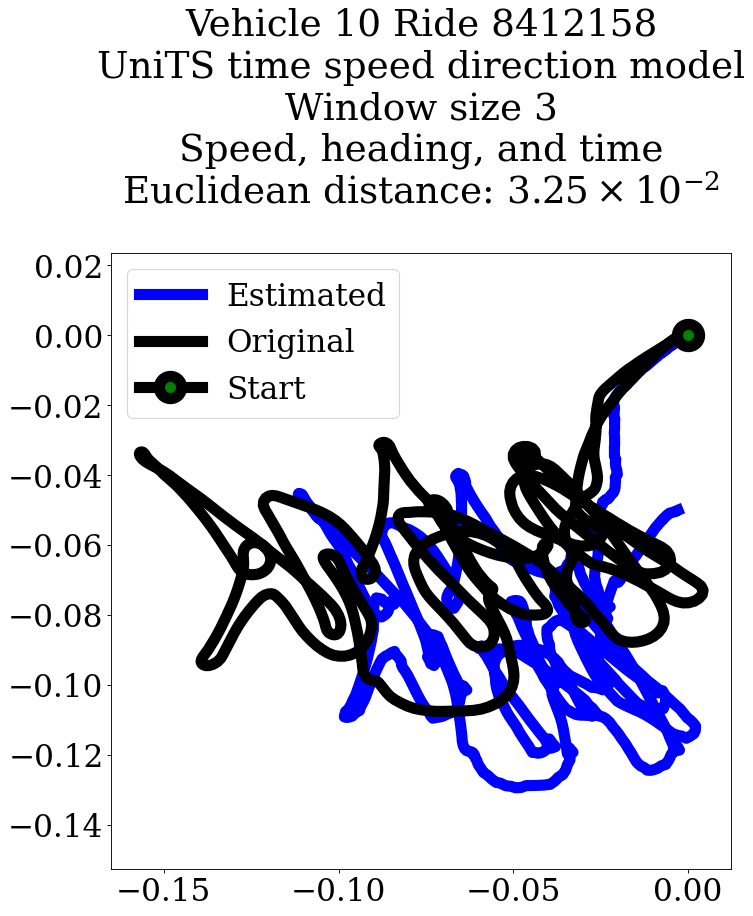 Vehicle 10 Ride 8412158
UniTS time speed direction model
Window size 3
Speed, heading, and time
Euclidean distance: 3.25 × 10⁻²
Estimated
Original
Start
0.02
0.00
−0.02
−0.04
−0.06
−0.08
−0.10
−0.12
−0.14
−0.15 −0.10 −0.05 0.00